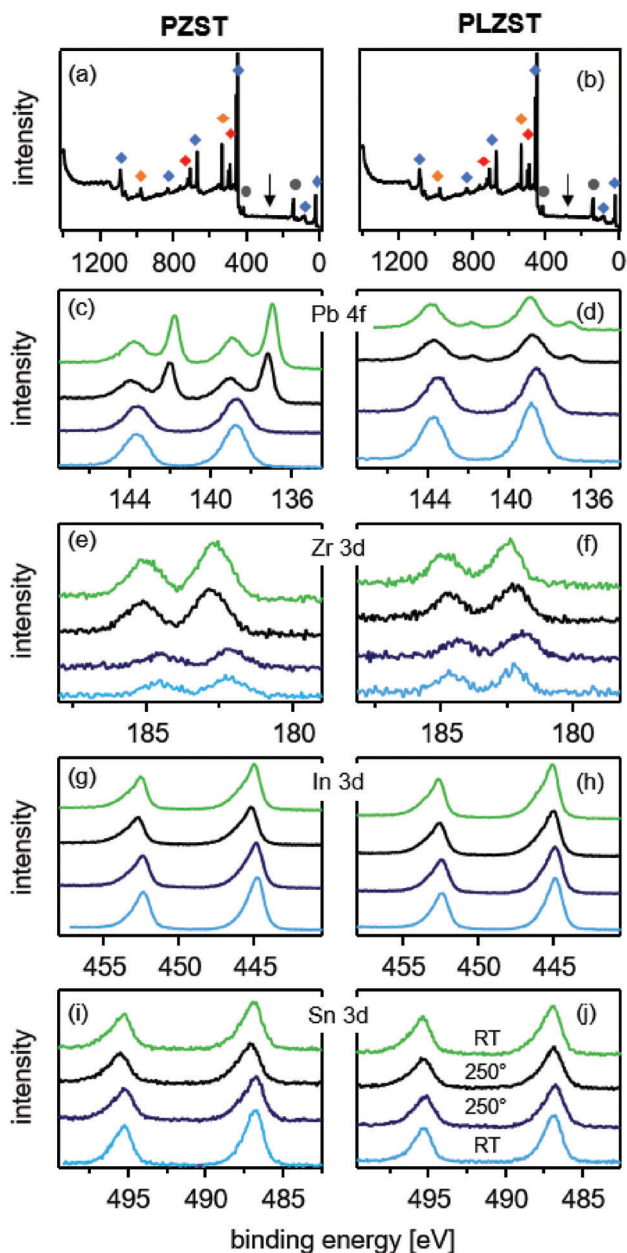 PZST PLZST
(a) (b)
intensity
1200 800 400 0 1200 800 400 0
(c) Pb 4f (d)
intensity
144 140 136 144 140 136
(e) Zr 3d (f)
intensity
185 180 185 180
(g) In 3d (h)
intensity
455 450 445 455 450 445
(i) Sn 3d (j)
intensity
RT
250°
250°
RT
495 490 485 495 490 485
binding energy [eV]